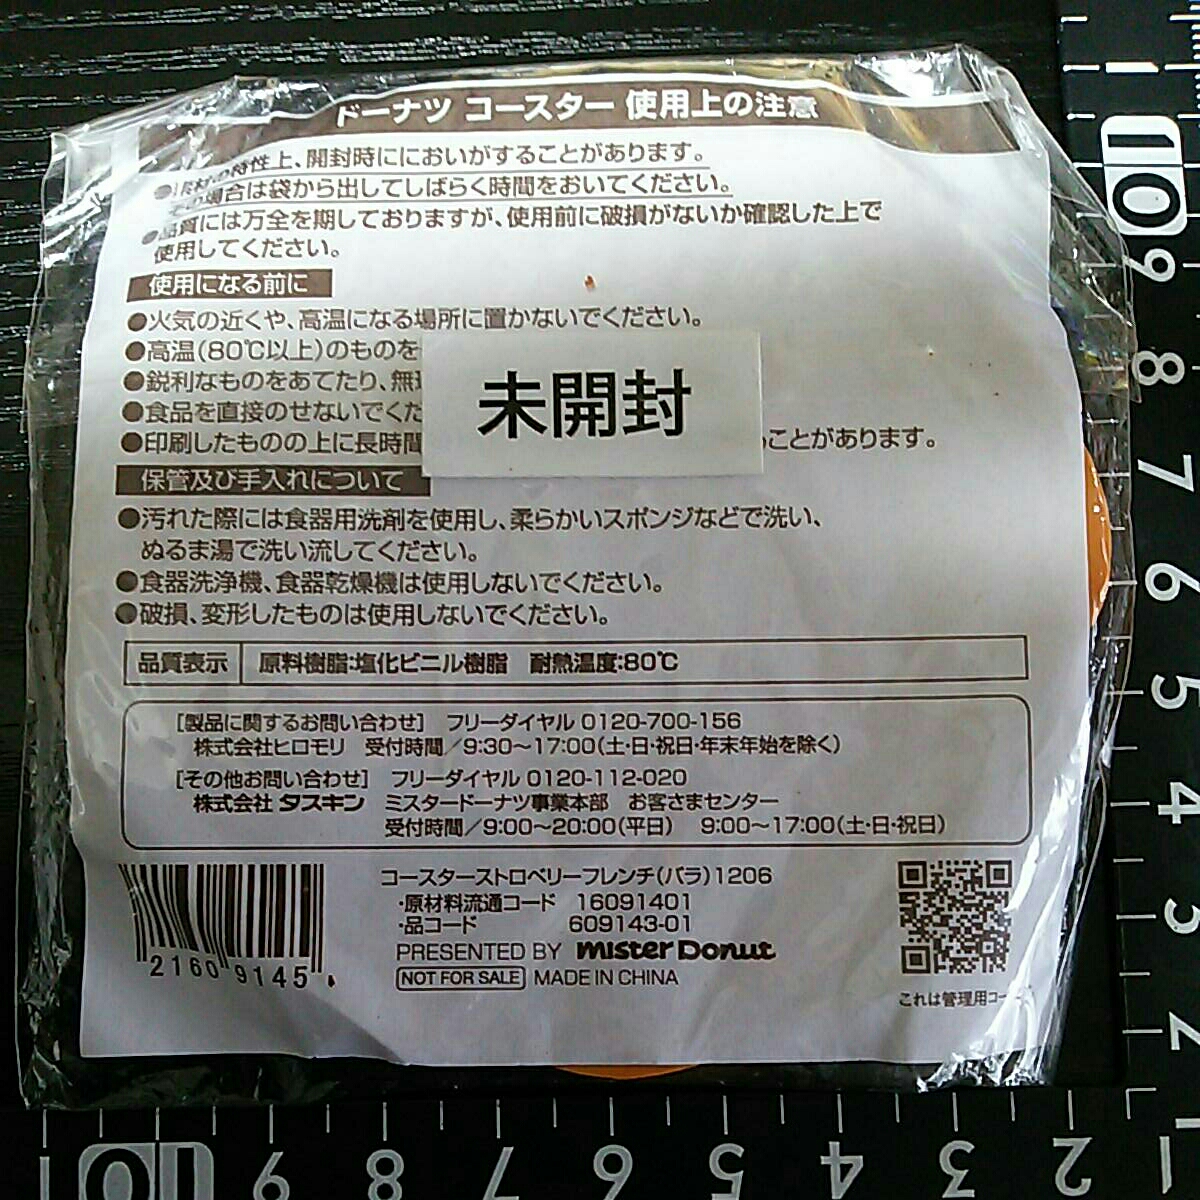 ドーナツ コースター 使用上の注意
の特性上、開封時ににおいがすることがあります。
場合は袋から出してしばらく時間をおいてください。
●品質には万全を期しておりますが、使用前に破損がないか確認した上で
使用してください。
使用になる前に
●火気の近くや、高温になる場所に置かないでください。
●高温(80℃以上)のものを
●鋭利なものをあてたり、無理
●食品を直接のせないでくだ
●印刷したものの上に長時間 ることがあります。
未開封
保管及び手入れについて
●汚れた際には食器用洗剤を使用し、柔らかいスポンジなどで洗い、
ぬるま湯で洗い流してください。
●食器洗浄機、食器乾燥機は使用しないでください。
●破損、変形したものは使用しないでください。
品質表示 原料樹脂:塩化ビニル樹脂 耐熱温度:80℃
[製品に関するお問い合わせ] フリーダイヤル 0120-700-156
株式会社ヒロモリ 受付時間/9:30〜17:00(土・日・祝日・年末年始を除く)
[その他お問い合わせ] フリーダイヤル 0120-112-020
株式会社 ダスキン ミスタードーナツ事業本部 お客さまセンター
受付時間/9:00〜20:00(平日) 9:00〜17:00(土・日・祝日)
コースターストロベリーフレンチ(バラ)1206
・原材料流通コード 16091401
・品コード 609143-01
PRESENTED BY mister Donut
NOT FOR SALE MADE IN CHINA
2160 9145
これは管理用コー
10
9
8
7
6
5
4
3
2
1
10 9 8 7 6 5 4 3 2 1